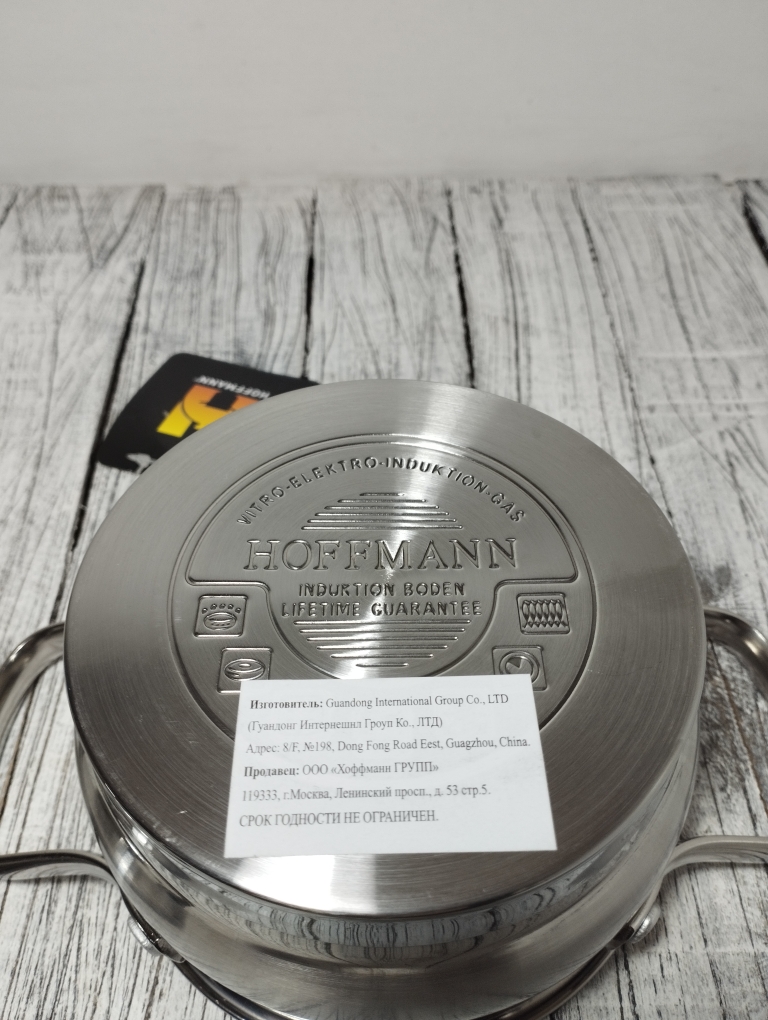 HOFFMANN
VITRO-ELEKTRO-INDUKTION-GAS
HOFFMANN
INDUKTION BODEN
LIFETIME GUARANTEE
Изготовитель: Guandong International Group Co., LTD
(Гуандонг Интернешнл Гроуп Ко., ЛТД)
Адрес: 8/F, №198, Dong Fong Road Eest, Guagzhou, China.
Продавец: ООО «Хоффманн ГРУПП»
119333, г.Москва, Ленинский просп., д. 53 стр.5.
СРОК ГОДНОСТИ НЕ ОГРАНИЧЕН.